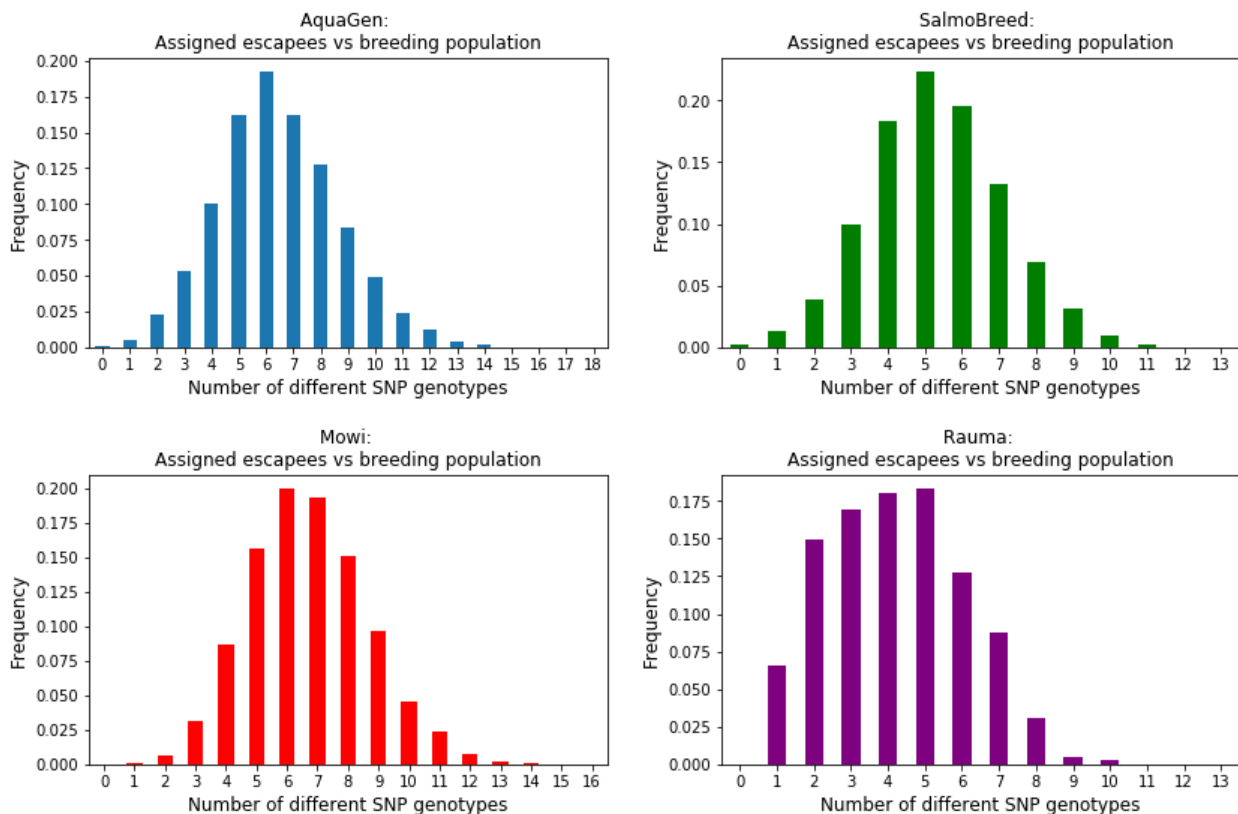 AquaGen:
Assigned escapees vs breeding population
0.200
0.175
0.150
0.125
0.100
0.075
0.050
0.025
0.000
Frequency
0 1 2 3 4 5 6 7 8 9 10 11 12 13 14 15 16 17 18
Number of different SNP genotypes
SalmoBreed:
Assigned escapees vs breeding population
0.20
0.15
0.10
0.05
0.00
Frequency
0 1 2 3 4 5 6 7 8 9 10 11 12 13
Number of different SNP genotypes
Mowi:
Assigned escapees vs breeding population
0.200
0.175
0.150
0.125
0.100
0.075
0.050
0.025
0.000
Frequency
0 1 2 3 4 5 6 7 8 9 10 11 12 13 14 15 16
Number of different SNP genotypes
Rauma:
Assigned escapees vs breeding population
0.175
0.150
0.125
0.100
0.075
0.050
0.025
0.000
Frequency
0 1 2 3 4 5 6 7 8 9 10 11 12 13
Number of different SNP genotypes